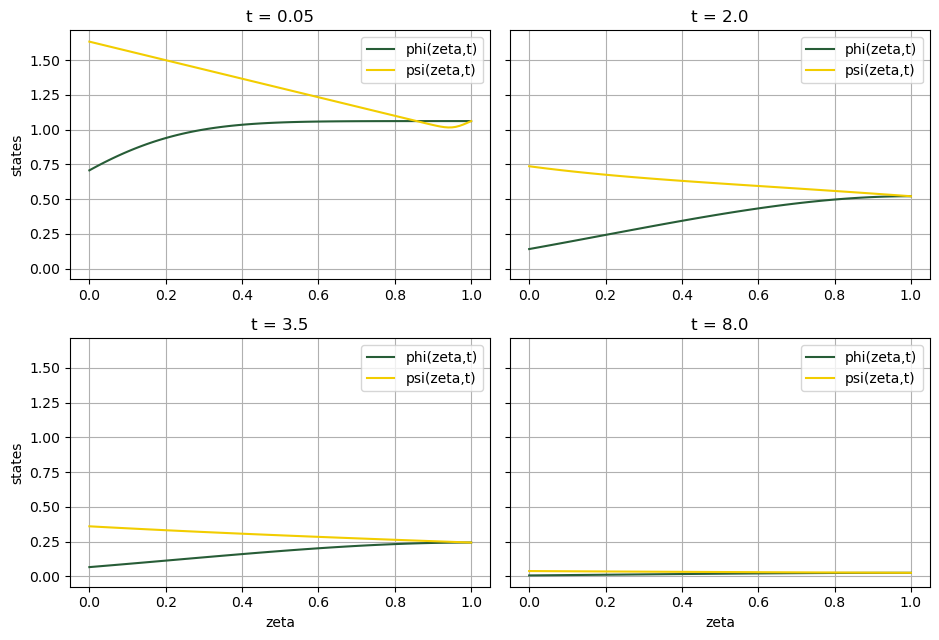 t = 0.05
states
1.50
1.25
1.00
0.75
0.50
0.25
0.00
0.0 0.2 0.4 0.6 0.8 1.0
phi(zeta,t)
psi(zeta,t)
t = 2.0
0.0 0.2 0.4 0.6 0.8 1.0
phi(zeta,t)
psi(zeta,t)
t = 3.5
states
1.50
1.25
1.00
0.75
0.50
0.25
0.00
0.0 0.2 0.4 0.6 0.8 1.0
zeta
phi(zeta,t)
psi(zeta,t)
t = 8.0
0.0 0.2 0.4 0.6 0.8 1.0
zeta
phi(zeta,t)
psi(zeta,t)